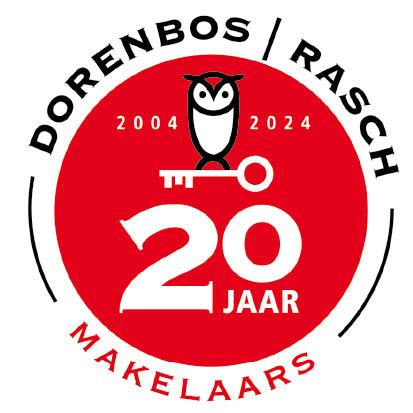 DORENBOS | RASCH
2004 2024
20
JAAR
MAKELAARS